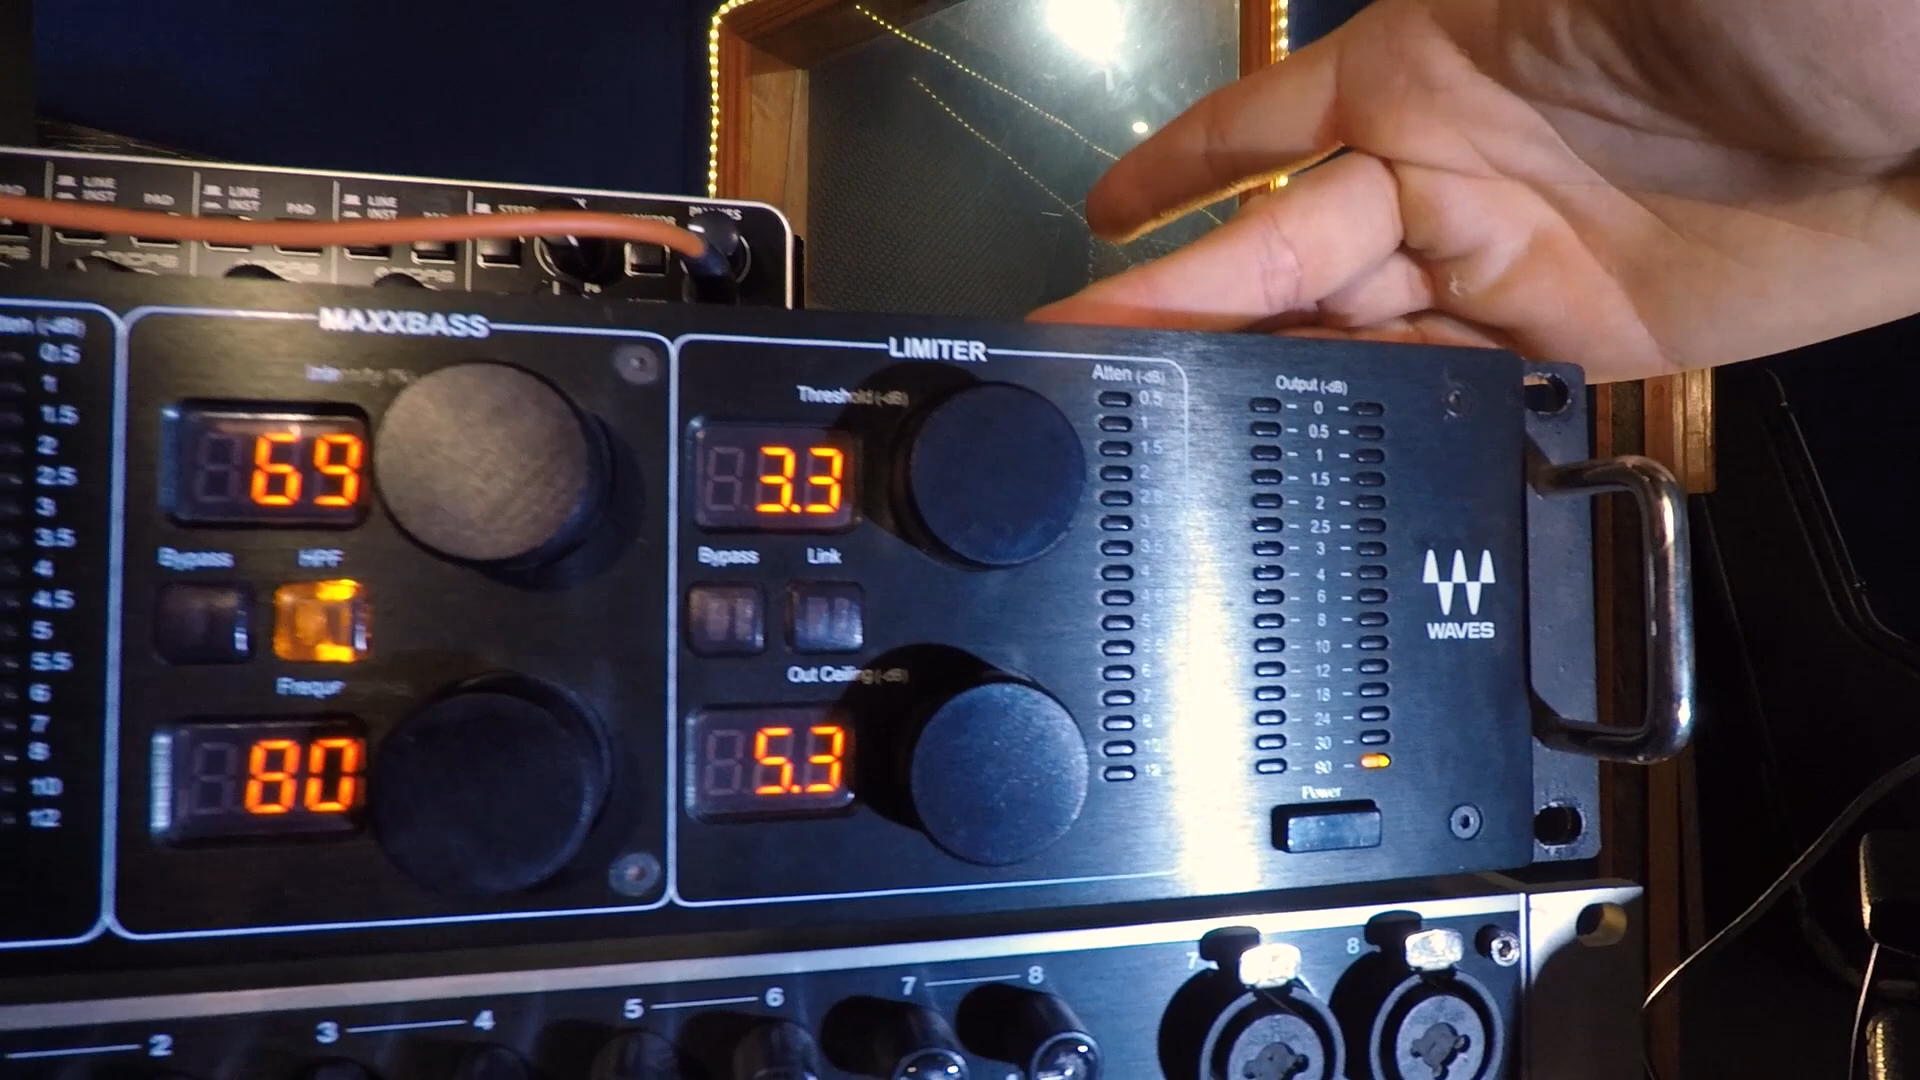 LINE
INST
PAD
LINE
INST
PAD
LINE
INST
(-dB)
0.5
1
1.5
2
2.5
3
3.5
4
4.5
5
5.5
6
7
8
10
12
MAXXBASS
69
Bypass
HPF
80
LIMITER
Threshold (-dB)
3.3
Bypass
Link
Out Ceiling (-dB)
5.3
Atten (-dB)
0.5
1
1.5
2
Output (-dB)
0
0.5
1
1.5
2
2.5
3
4
6
8
10
12
18
24
30
90
WAVES
Power
2
3
4
5
6
7
8
7
8